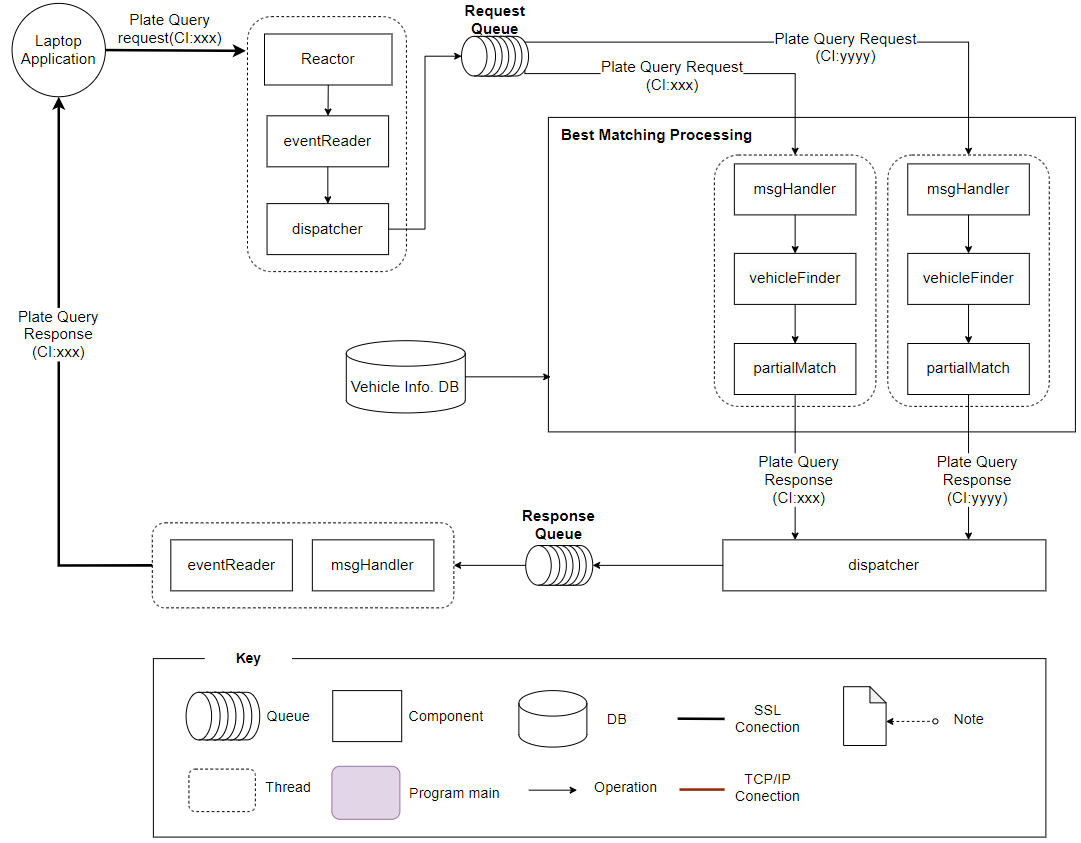 Laptop
Application
Plate Query
request(CI:xxx)
Reactor
eventReader
dispatcher
Request
Queue
Plate Query Request
(CI:yyyy)
Plate Query Request
(CI:xxx)
Best Matching Processing
msgHandler
vehicleFinder
partialMatch
msgHandler
vehicleFinder
partialMatch
Plate Query
Response
(CI:xxx)
Vehicle Info. DB
Plate Query
Response
(CI:xxx)
Plate Query
Response
(CI:yyyy)
Response
Queue
eventReader
msgHandler
dispatcher
Key
Queue
Component
DB
SSL
Conection
Note
Thread
Program main
Operation
TCP/IP
Conection